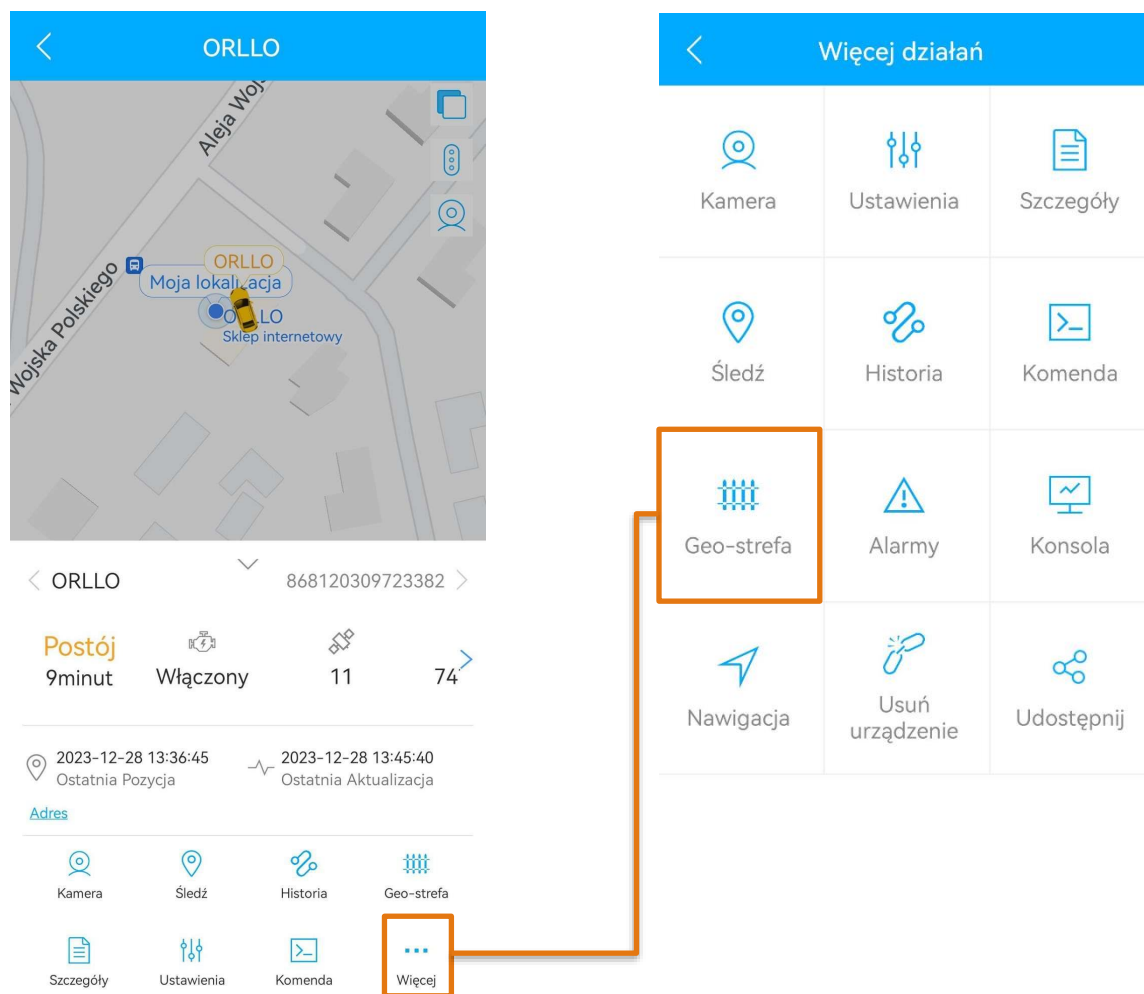 ORLLO
Aleja Wojs
Wojska Polskiego
ORLLO
Moja lokalizacja
ORLLO
Sklep internetowy
ORLLO
868120309723382
Postój
9minut
Włączony
11
74
2023-12-28 13:36:45
Ostatnia Pozycja
2023-12-28 13:45:40
Ostatnia Aktualizacja
Adres
Kamera
Śledź
Historia
Geo-strefa
Szczegóły
Ustawienia
Komenda
Więcej
Więcej działań
Kamera
Ustawienia
Szczegóły
Śledź
Historia
Komenda
Geo-strefa
Alarmy
Konsola
Nawigacja
Usuń
urządzenie
Udostępnij